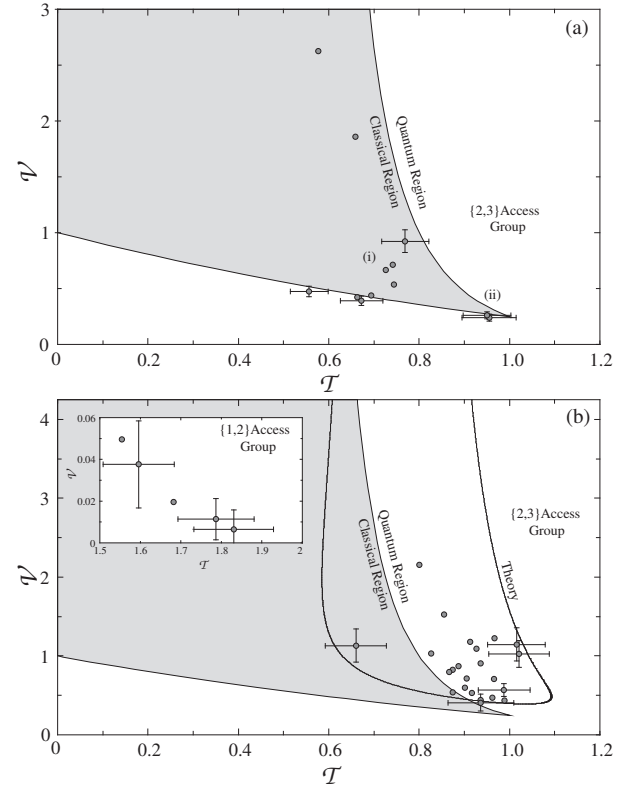 3
(a)
Quantum Region
Classical Region
2
𝒱
{2,3}Access
Group
1
(i)
(ii)
0
0 0.2 0.4 0.6 0.8 1.0 1.2
𝒯
(b)
4
0.06
{1,2}Access
Group
0.04
𝒱
0.02
0
1.5 1.6 1.7 1.8 1.9 2
𝒯
3
{2,3}Access
Group
Quantum Region
Classical Region
Theory
2
𝒱
1
0
0 0.2 0.4 0.6 0.8 1.0 1.2
𝒯